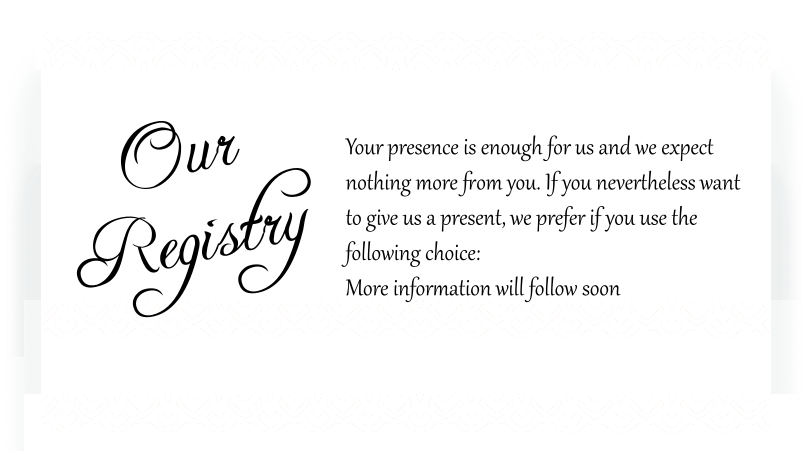 Our
Registry
Your presence is enough for us and we expect
nothing more from you. If you nevertheless want
to give us a present, we prefer if you use the
following choice:
More information will follow soon